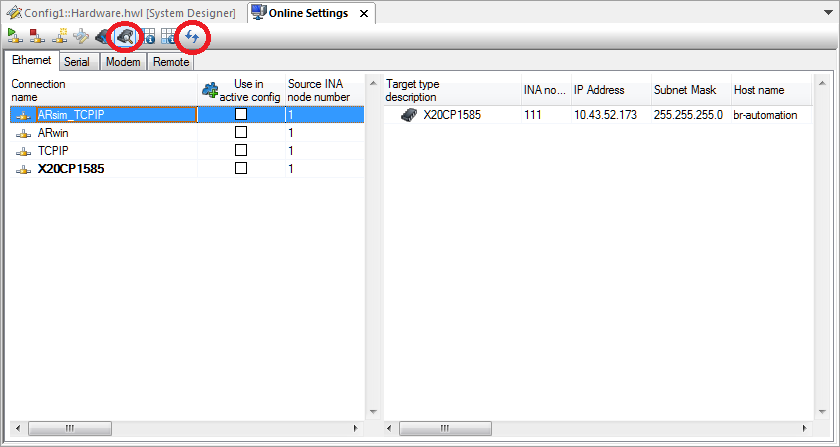 Config1::Hardware.hwl [System Designer] Online Settings
Ethernet Serial Modem Remote
Connection name Use in active config Source INA node number Target type description INA no... IP Address Subnet Mask Host name
ARsim_TCPIP 1 X20CP1585 111 10.43.52.173 255.255.255.0 br-automation
ARwin 1
TCPIP 1
X20CP1585 1